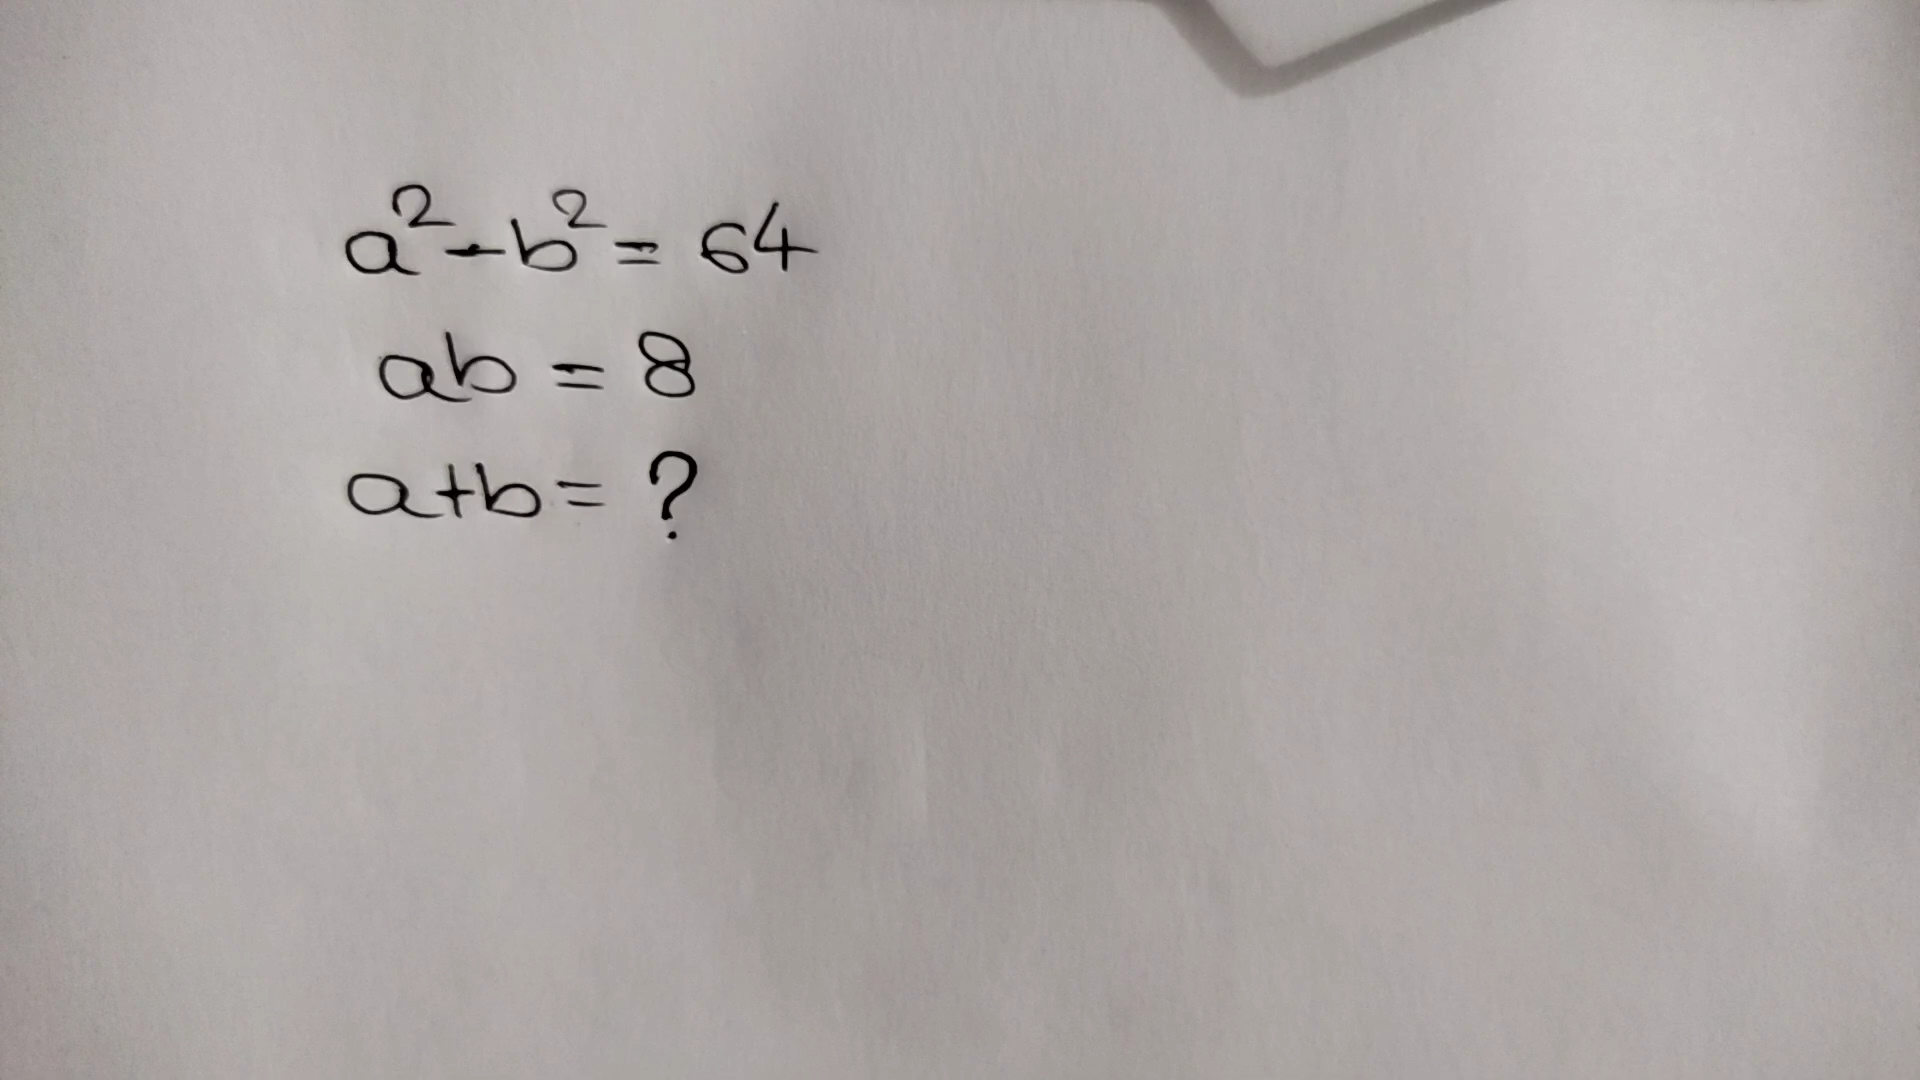 a²-b² = 64
ab = 8
a+b = ?